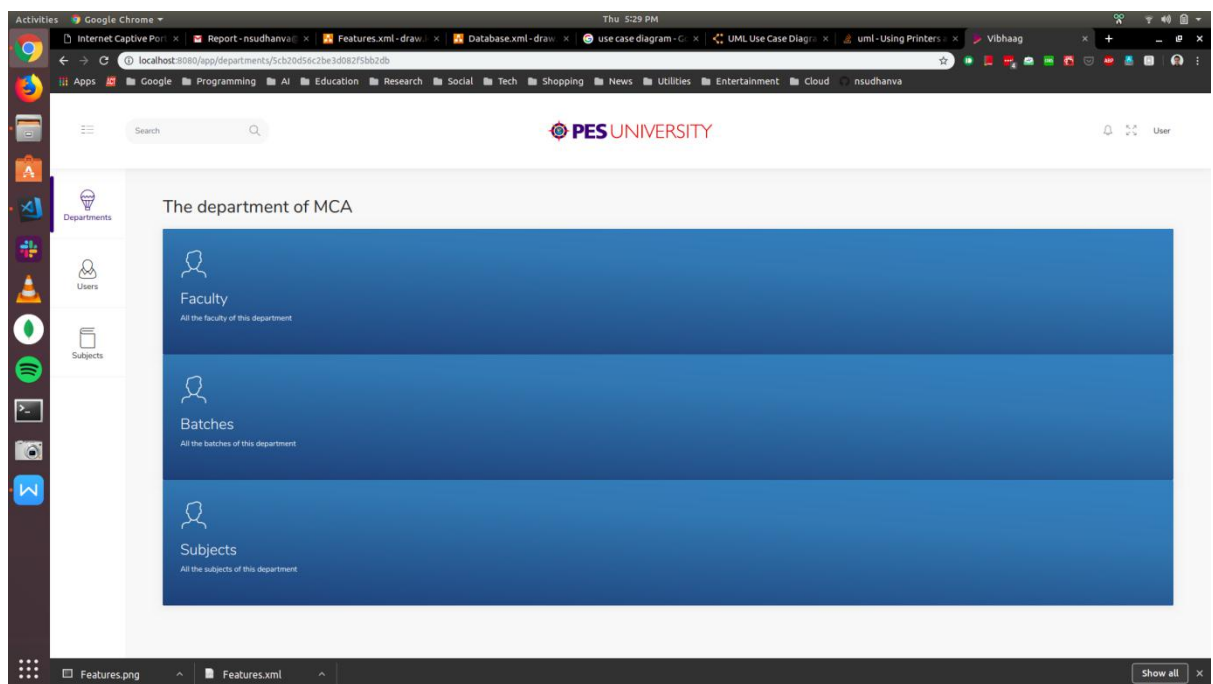 Activities Google Chrome Thu 5:29 PM
Internet Captive Port Report - nsudhanva@ Features.xml - draw. Database.xml - draw. use case diagram - Go UML Use Case Diagra uml - Using Printers a Vibhaag
localhost:8080/app/departments/5cb20d56c2be3d082f5bb2db
Apps Google Programming AI Education Research Social Tech Shopping News Utilities Entertainment Cloud nsudhanva
Search PES UNIVERSITY User
Departments
Users
Subjects
The department of MCA
Faculty
All the faculty of this department
Batches
All the batches of this department
Subjects
All the subjects of this department
Features.png Features.xml Show all